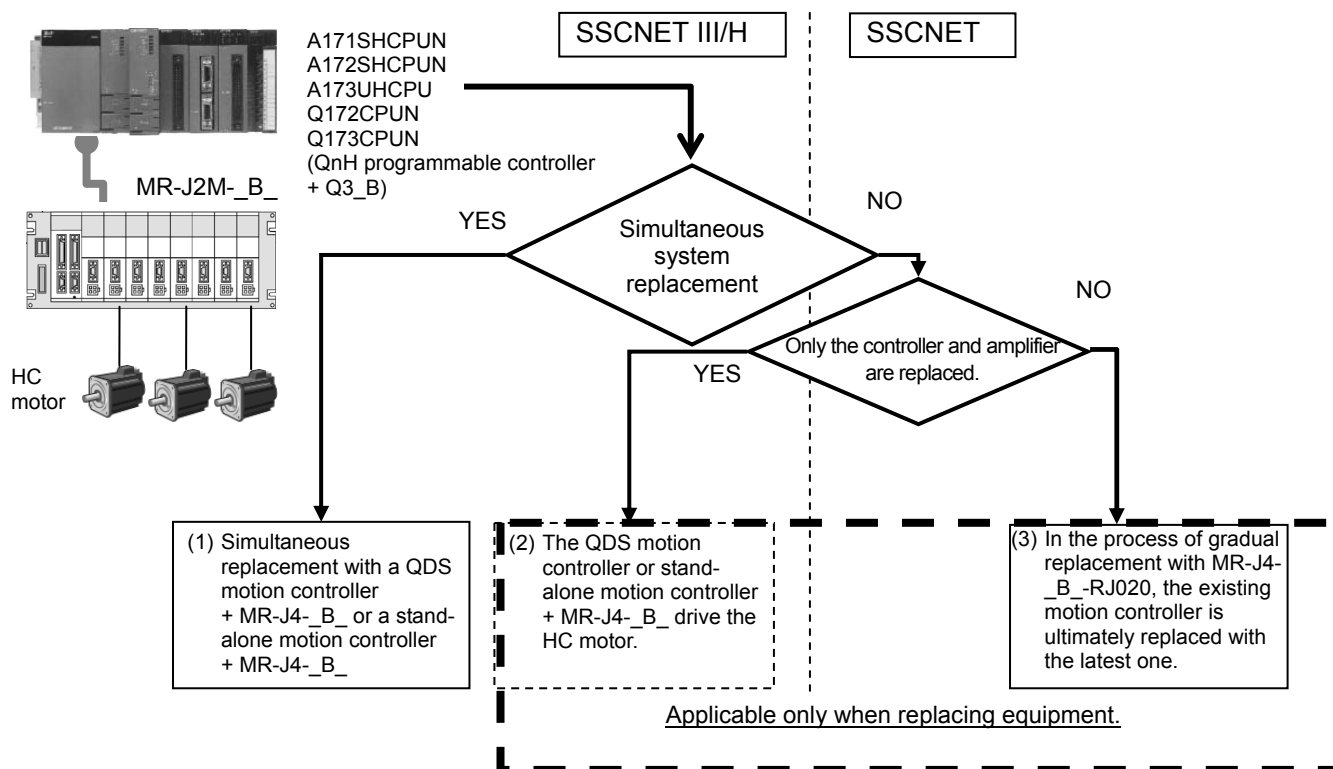 A171SHCPUN
A172SHCPUN
A173UHCPU
Q172CPUN
Q173CPUN
(QnH programmable controller
+ Q3_B)
SSCNET III/H
SSCNET
MR-J2M-_B_
HC
motor
YES
Simultaneous
system
replacement
NO
YES
Only the controller and amplifier
are replaced.
NO
(1) Simultaneous
replacement with a QDS
motion controller
+ MR-J4-_B_ or a stand-
alone motion controller
+ MR-J4-_B_
(2) The QDS motion
controller or stand-
alone motion controller
+ MR-J4-_B_ drive the
HC motor.
(3) In the process of gradual
replacement with MR-J4-
_B_-RJ020, the existing
motion controller is
ultimately replaced with
the latest one.
Applicable only when replacing equipment.